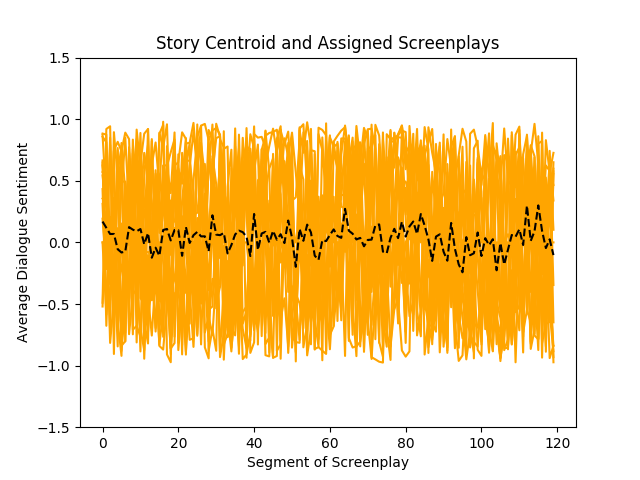 Story Centroid and Assigned Screenplays
1.5
1.0
0.5
0.0
−0.5
−1.0
−1.5
Average Dialogue Sentiment
0 20 40 60 80 100 120
Segment of Screenplay